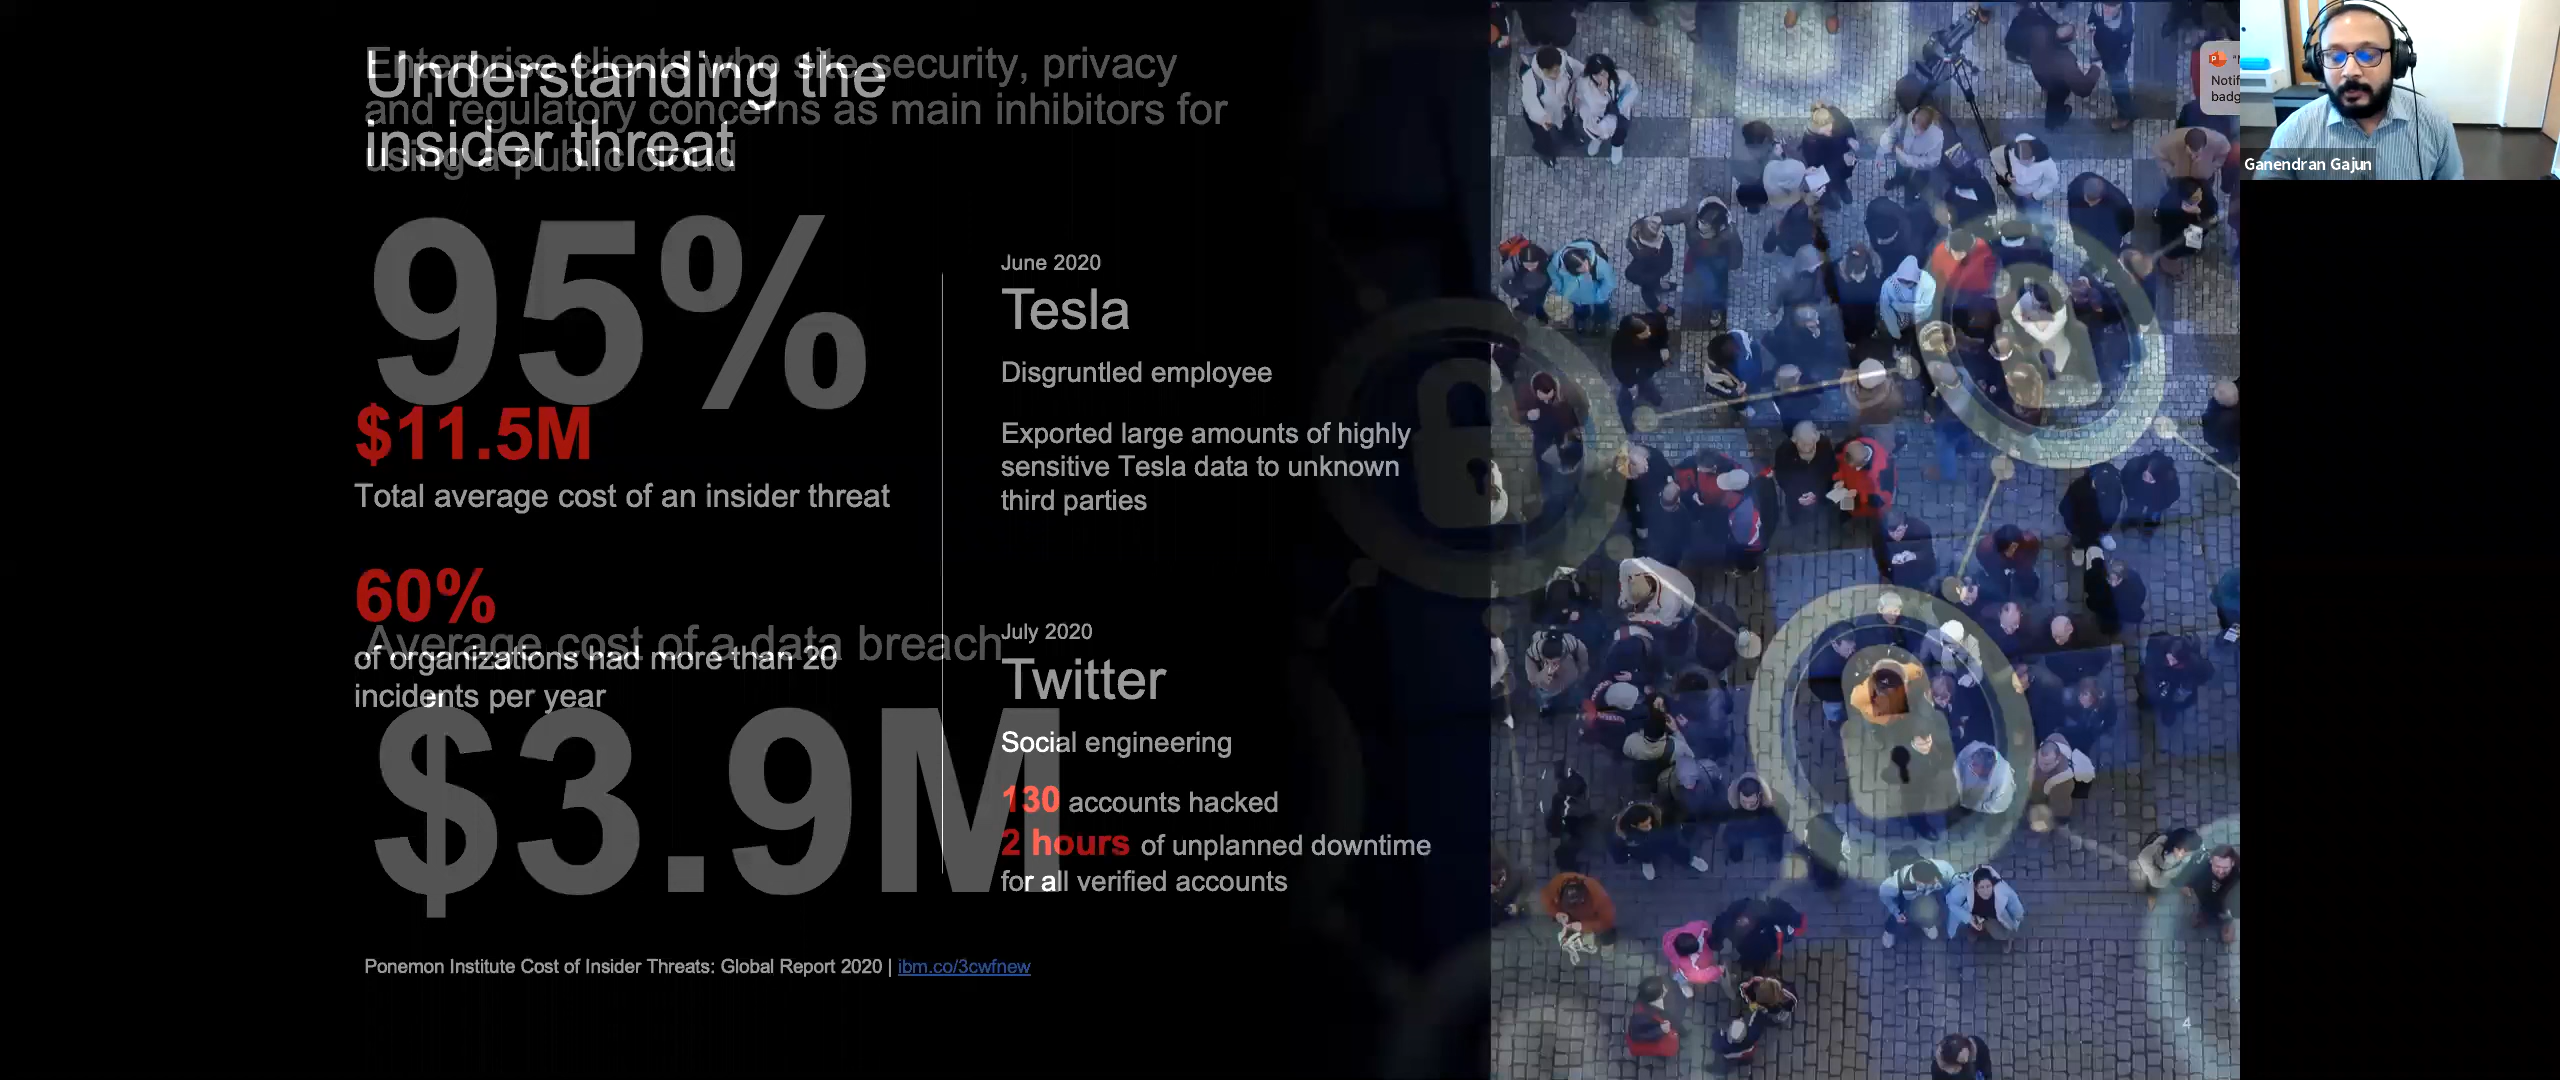 Understanding the
insider threat
Enterprise clients who site security, privacy
and regulatory concerns as main inhibitors for
using a public cloud
95%
$11.5M
Total average cost of an insider threat
60%
of organizations had more than 20
incidents per year
Average cost of a data breach
$3.9M
Ponemon Institute Cost of Insider Threats: Global Report 2020 | ibm.co/3cwfnew
June 2020
Tesla
Disgruntled employee
Exported large amounts of highly
sensitive Tesla data to unknown
third parties
July 2020
Twitter
Social engineering
130 accounts hacked
2 hours of unplanned downtime
for all verified accounts
4
Ganendran Gajun